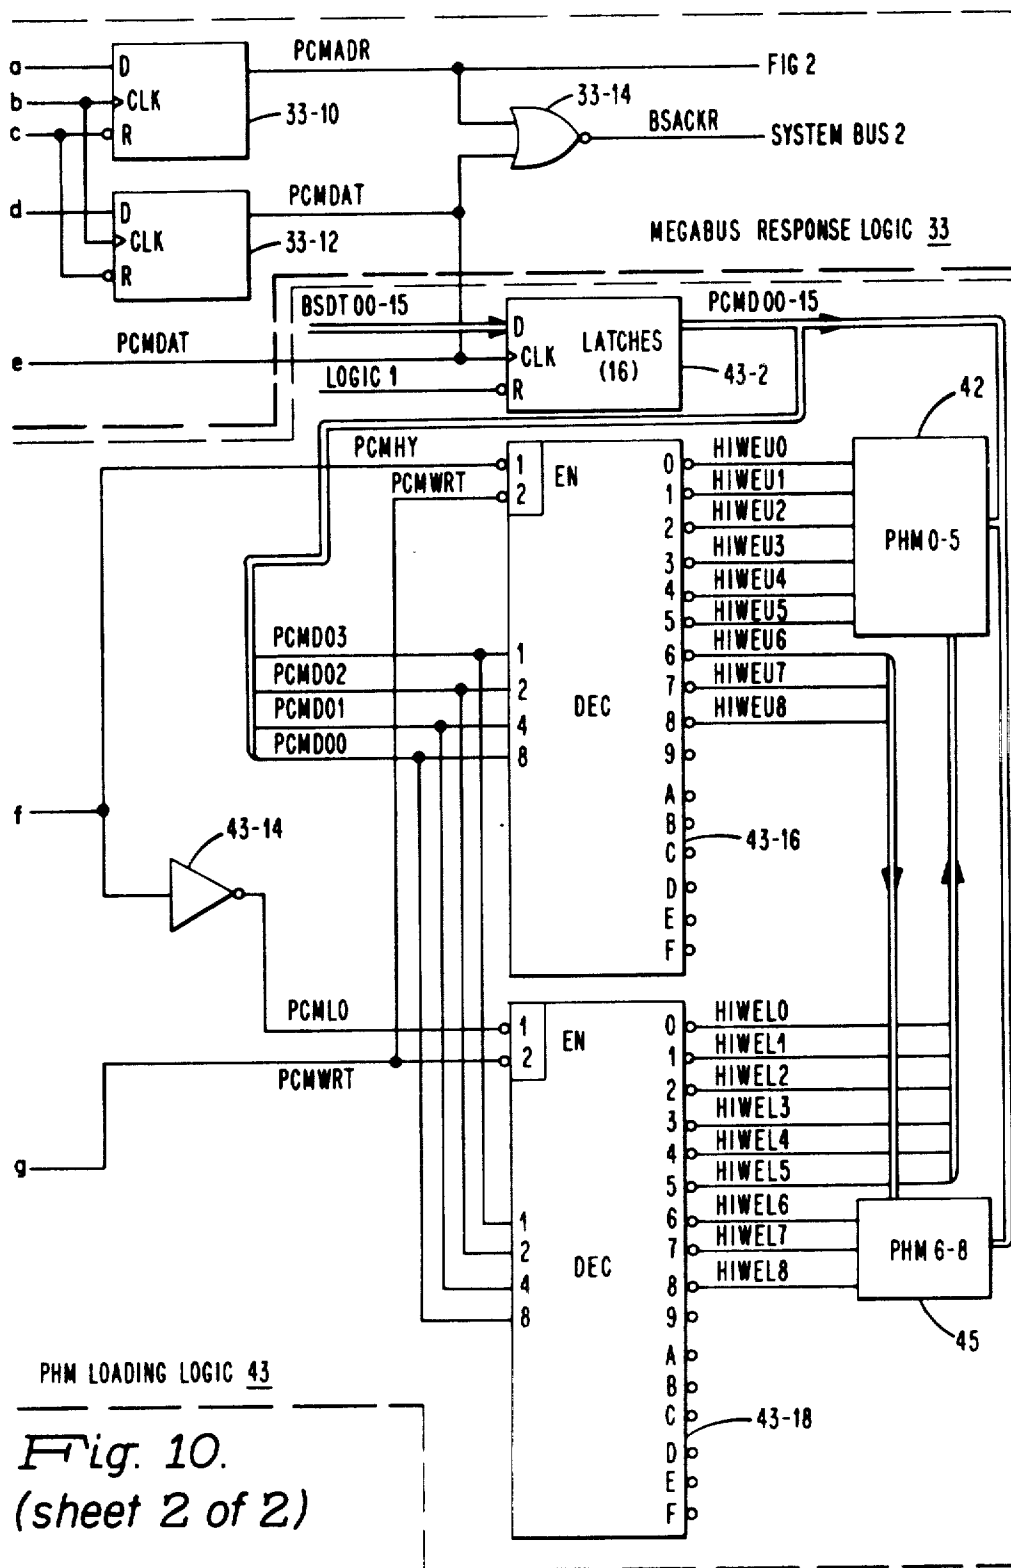 a
D
PCMADR
FIG 2
b
CLK
33-10
33-14
c
R
BSACKR
SYSTEM BUS 2
d
D
PCMDAT
CLK
33-12
R
MEGABUS RESPONSE LOGIC 33
BSDT 00-15
PCMD 00-15
D
LATCHES
(16)
PCMDAT
e
CLK
43-2
LOGIC 1
R
42
PCMHY
1
EN
2
PCMWRT
0
HIWEU0
1
HIWEU1
2
HIWEU2
3
HIWEU3
4
HIWEU4
5
HIWEU5
6
HIWEU6
7
HIWEU7
8
HIWEU8
9
A
B
C
D
E
F
PHM 0-5
PCMD03
1
PCMD02
2
PCMD01
4
PCMD00
8
DEC
43-16
f
43-14
PCMLO
1
EN
2
PCMWRT
g
0
HIWEL0
1
HIWEL1
2
HIWEL2
3
HIWEL3
4
HIWEL4
5
HIWEL5
6
HIWEL6
7
HIWEL7
8
HIWEL8
9
A
B
C
D
E
F
1
2
4
8
DEC
PHM 6-8
45
43-18
PHM LOADING LOGIC 43
Fig. 10.
(sheet 2 of 2)